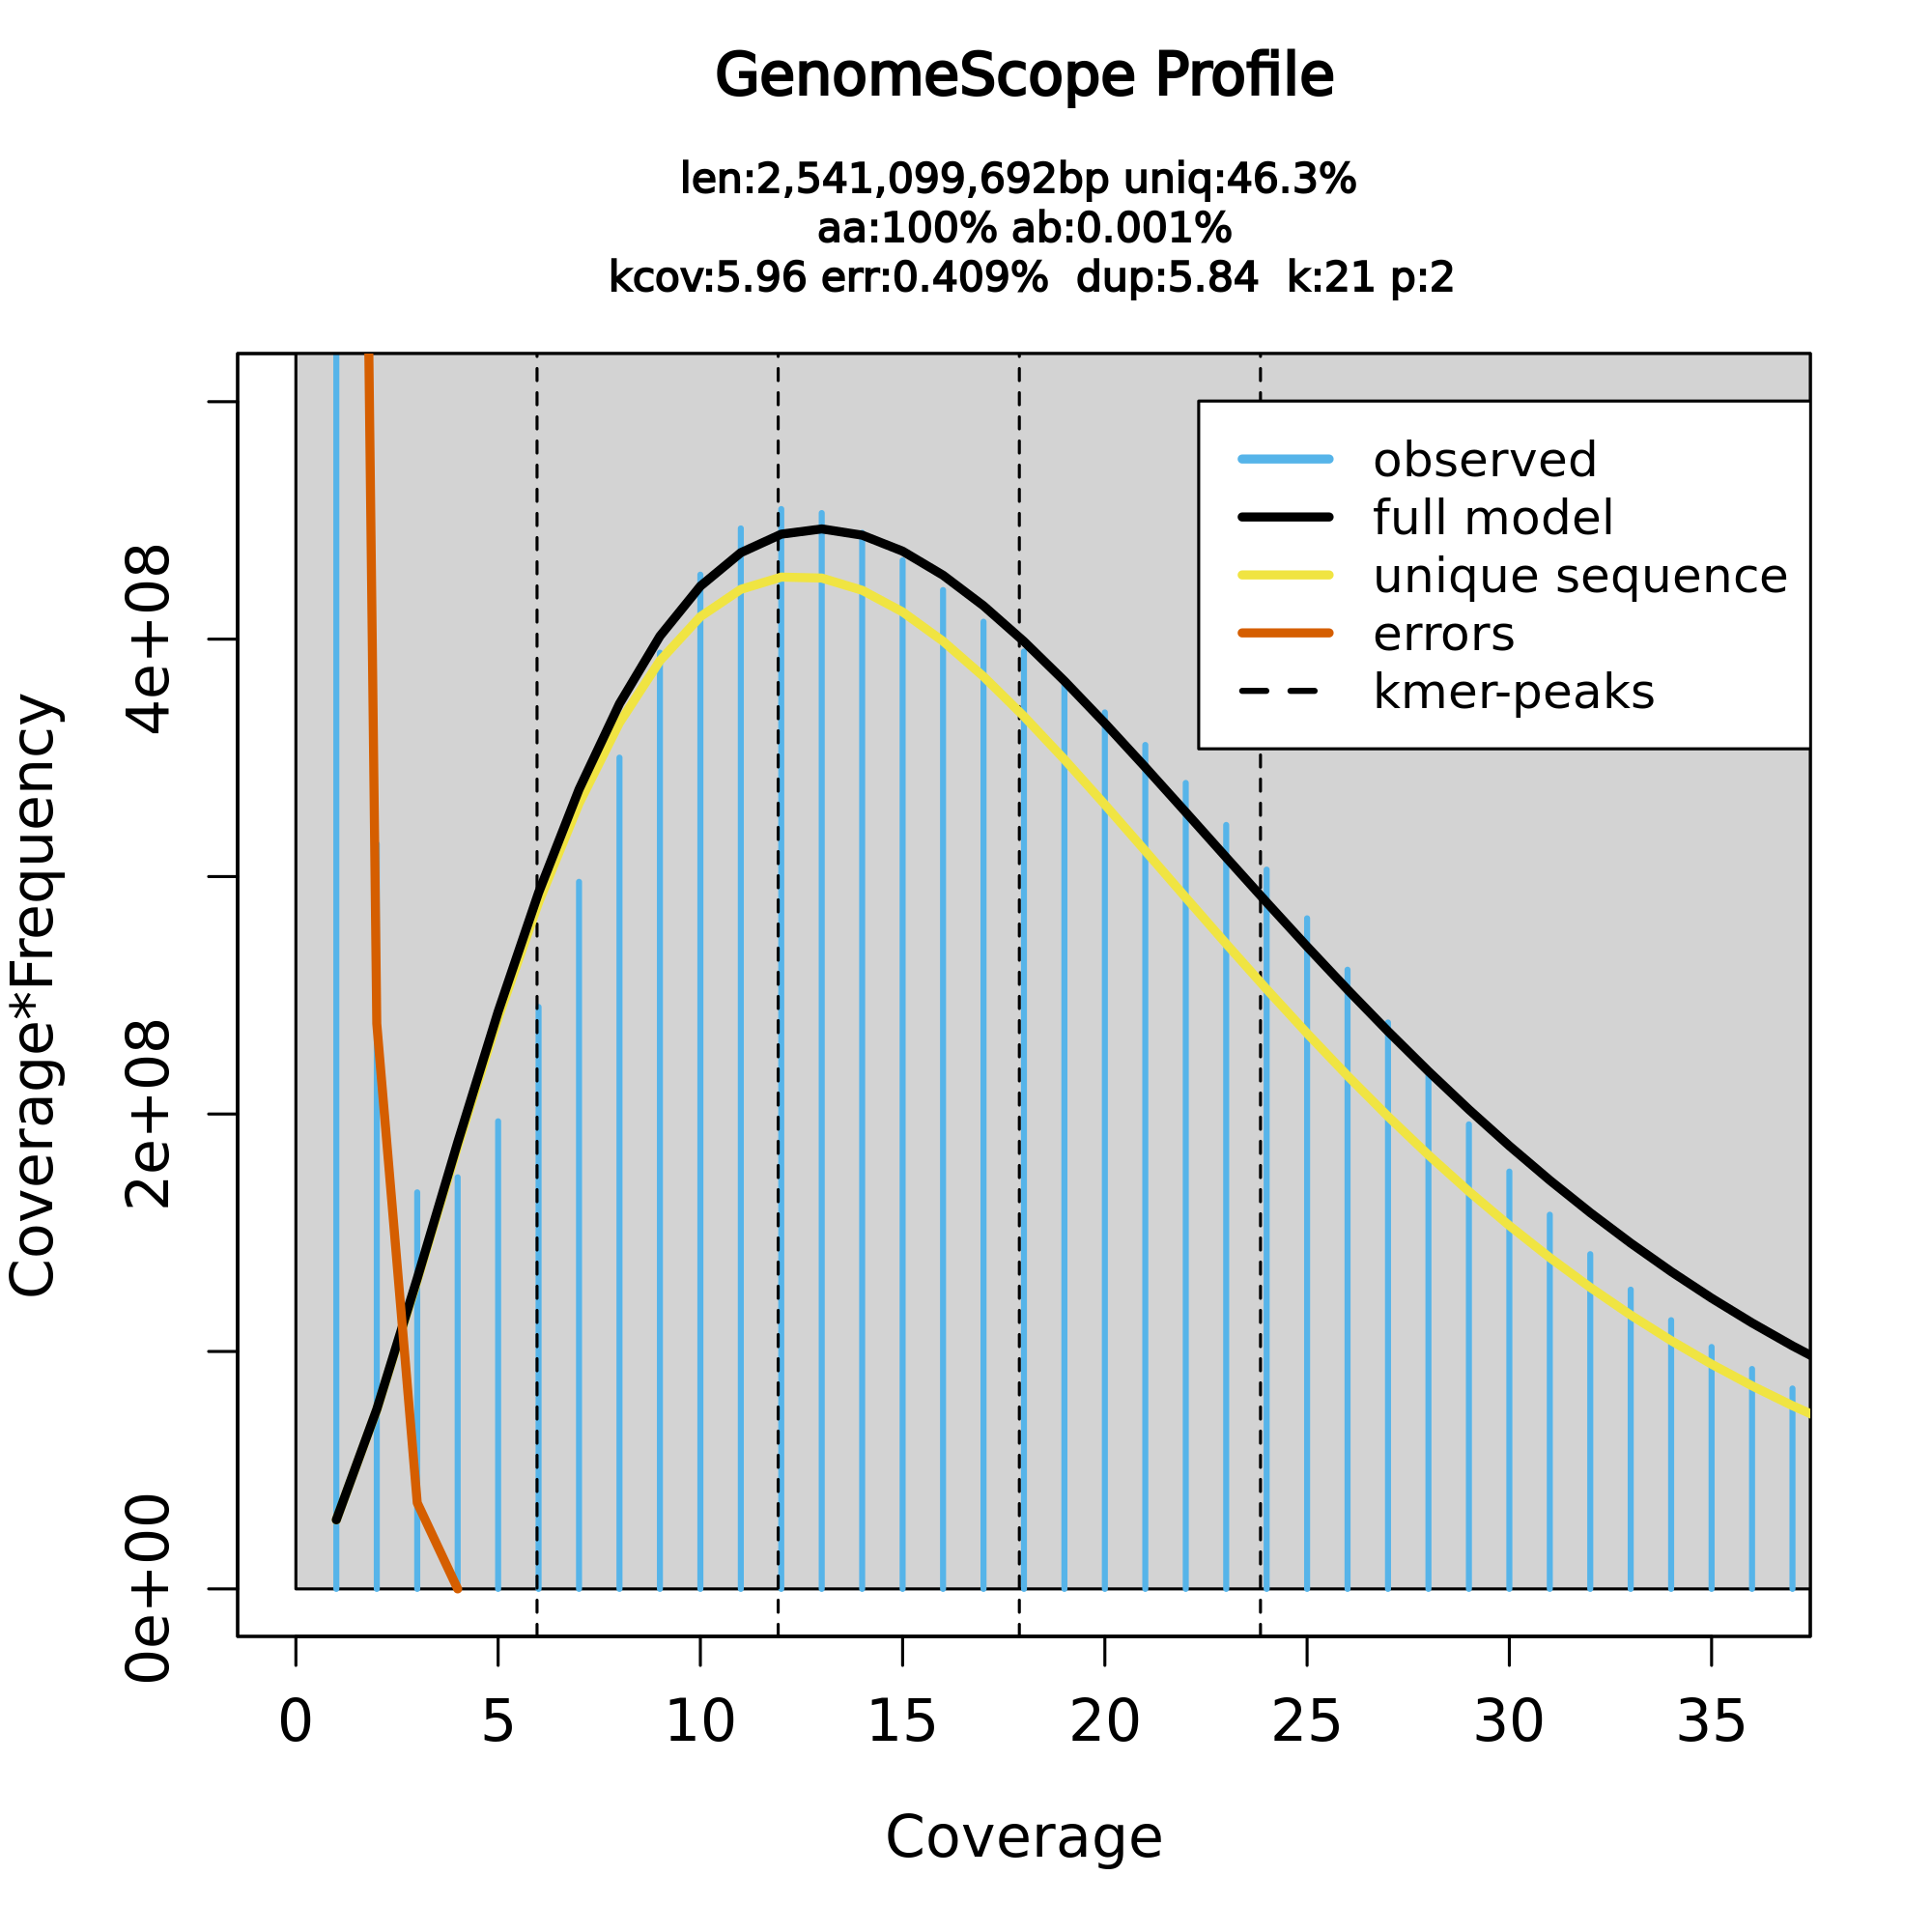 GenomeScope Profile
len:2,541,099,692bp uniq:46.3%
aa:100% ab:0.001%
kcov:5.96 err:0.409% dup:5.84 k:21 p:2
observed
full model
unique sequence
errors
kmer-peaks
Coverage*Frequency
4e+08
2e+08
0e+00
0 5 10 15 20 25 30 35
Coverage